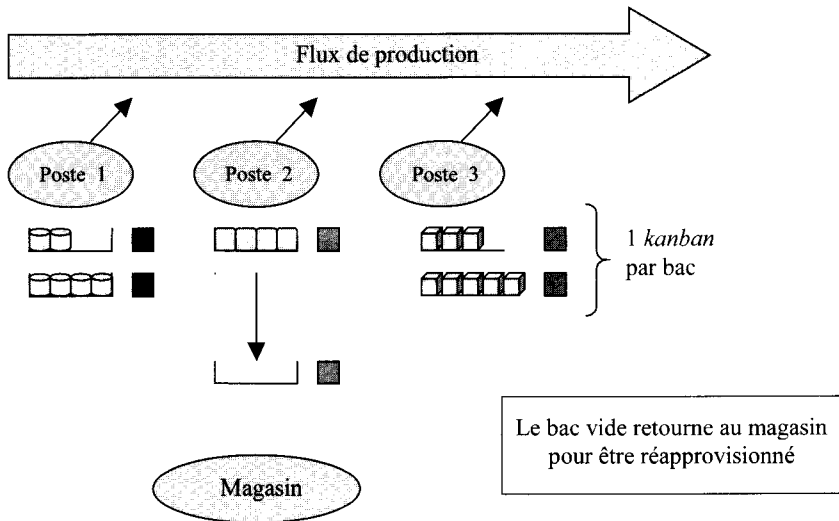 Flux de production
Poste 1
Poste 2
Poste 3
1 kanban
par bac
Le bac vide retourne au magasin
pour être réapprovisionné
Magasin